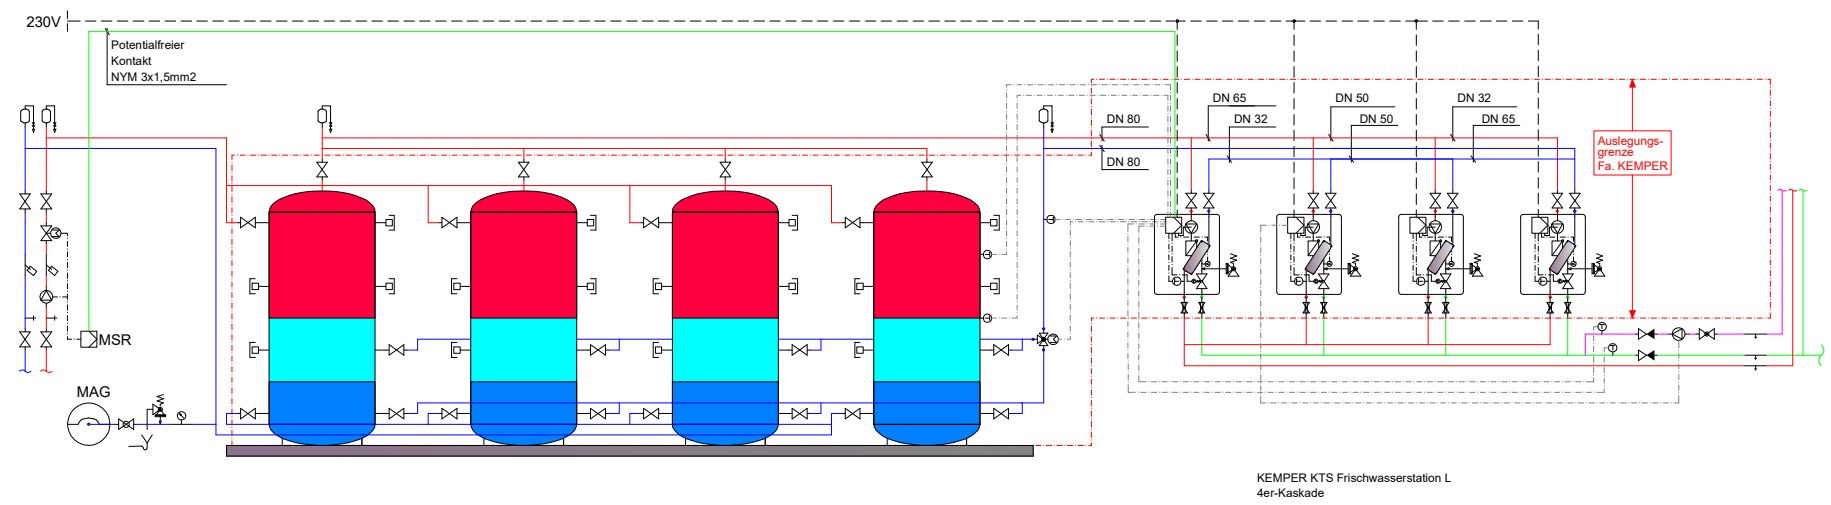 230V
Potentialfreier
Kontakt
NYM 3x1,5mm2
DN 65
DN 50
DN 32
DN 80
DN 32
DN 50
DN 65
DN 80
Auslegungs-
grenze
Fa. KEMPER
MSR
MAG
T
T
KEMPER KTS Frischwasserstation L
4er-Kaskade